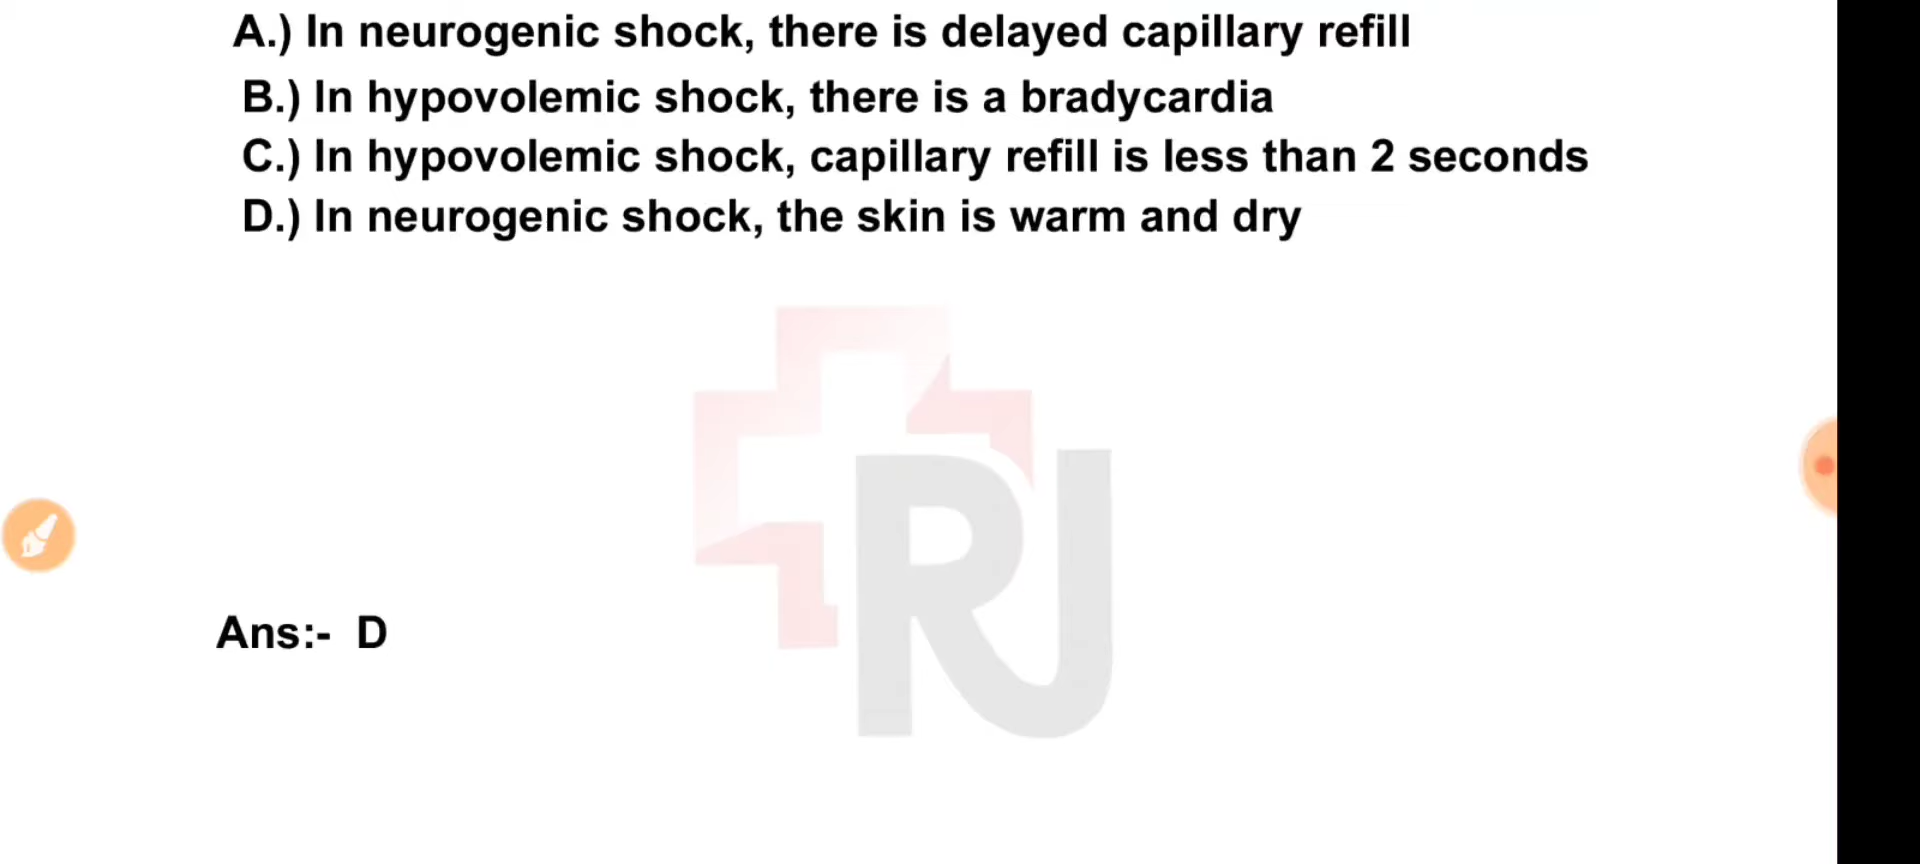 A.) In neurogenic shock, there is delayed capillary refill
B.) In hypovolemic shock, there is a bradycardia
C.) In hypovolemic shock, capillary refill is less than 2 seconds
D.) In neurogenic shock, the skin is warm and dry
RJ
Ans:- D